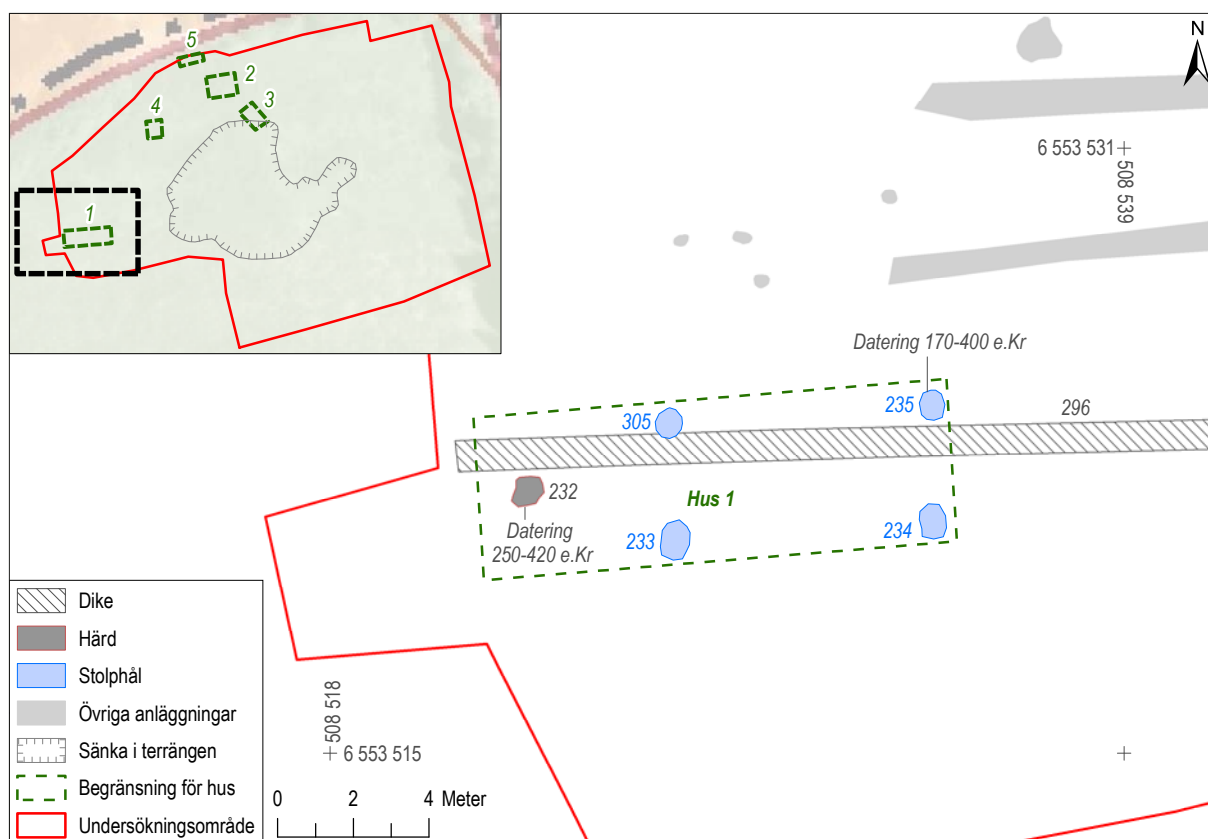 5
2
3
4
1
N
6 553 531
508 539
Datering 170-400 e.Kr
305
235
296
232
Hus 1
Datering
250-420 e.Kr
233
234
Dike
Härd
Stolphål
Övriga anläggningar
Sänka i terrängen
Begränsning för hus
Undersökningsområde
508 518
6 553 515
0 2 4 Meter